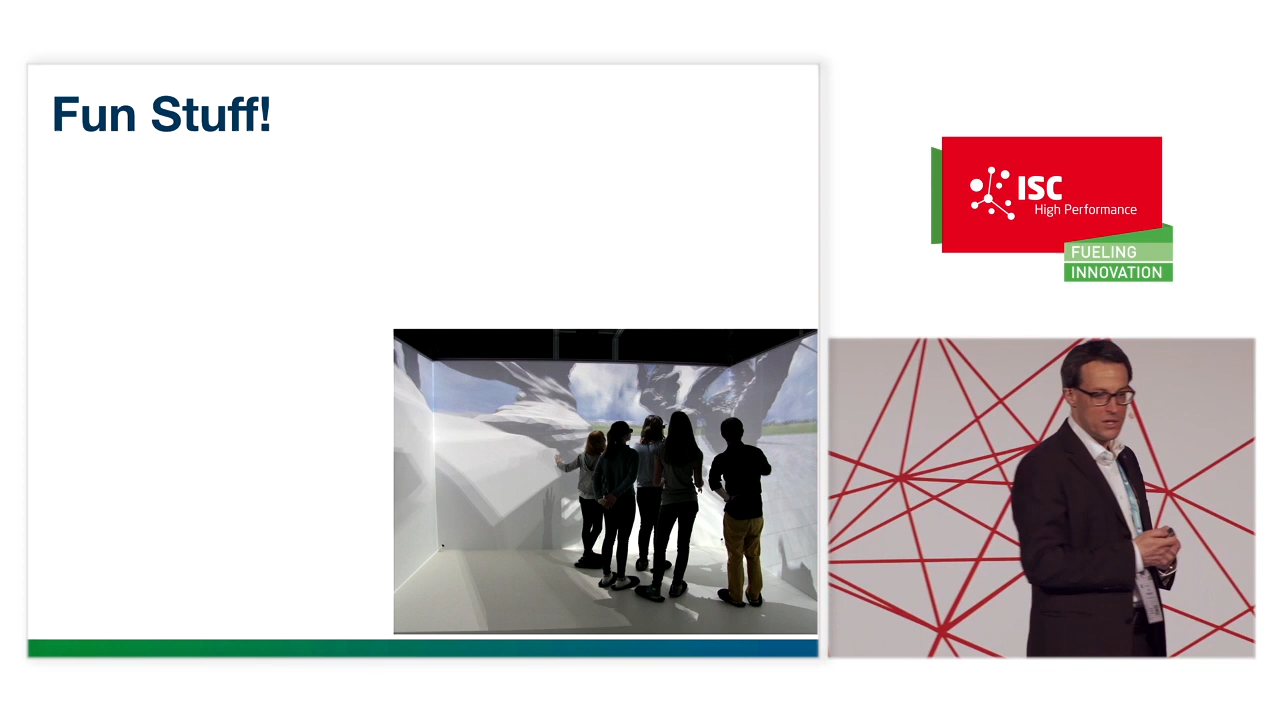 Fun Stuff!
ISC
High Performance
FUELING
INNOVATION